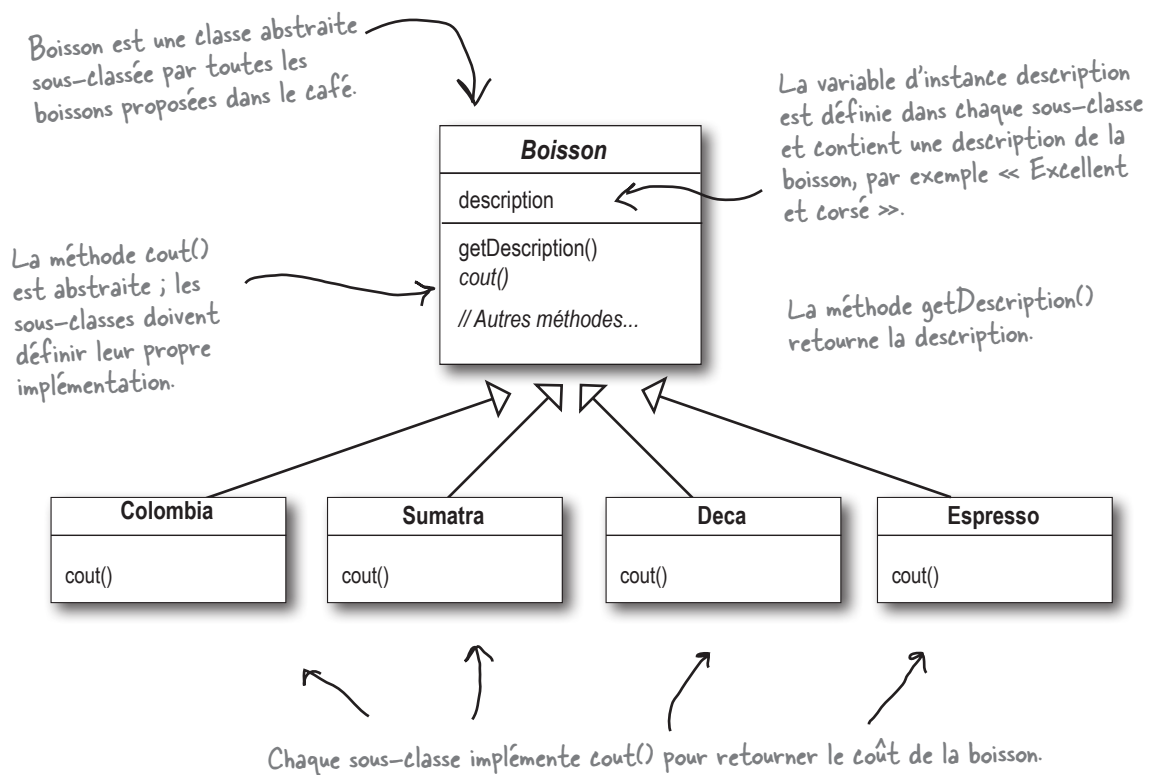 Boisson est une classe abstraite
sous-classée par toutes les
boissons proposées dans le café.
La variable d'instance description
est définie dans chaque sous-classe
et contient une description de la
boisson, par exemple « Excellent
et corsé ».
Boisson
description
getDescription()
cout()
// Autres méthodes...
La méthode cout()
est abstraite ; les
sous-classes doivent
définir leur propre
implémentation.
La méthode getDescription()
retourne la description.
Colombia
cout()
Sumatra
cout()
Deca
cout()
Espresso
cout()
Chaque sous-classe implémente cout() pour retourner le coût de la boisson.